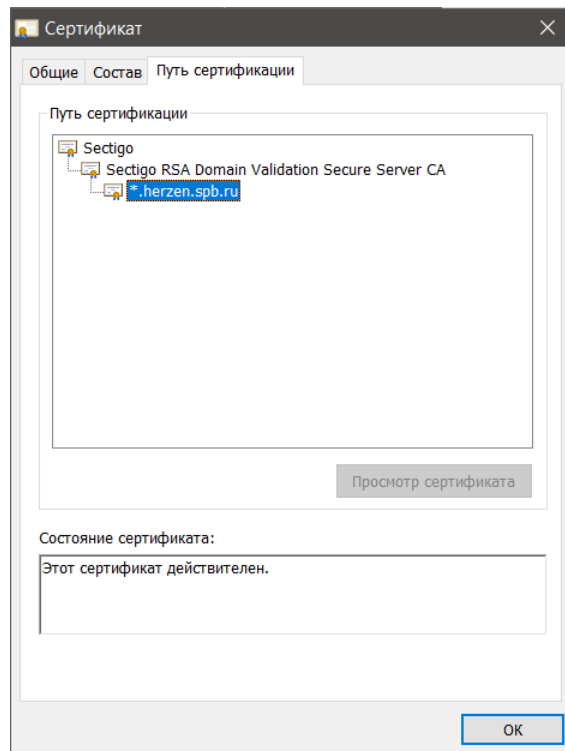 Сертификат
Общие Состав Путь сертификации
Путь сертификации
Sectigo
Sectigo RSA Domain Validation Secure Server CA
*.herzen.spb.ru
Просмотр сертификата
Состояние сертификата:
Этот сертификат действителен.
ОК